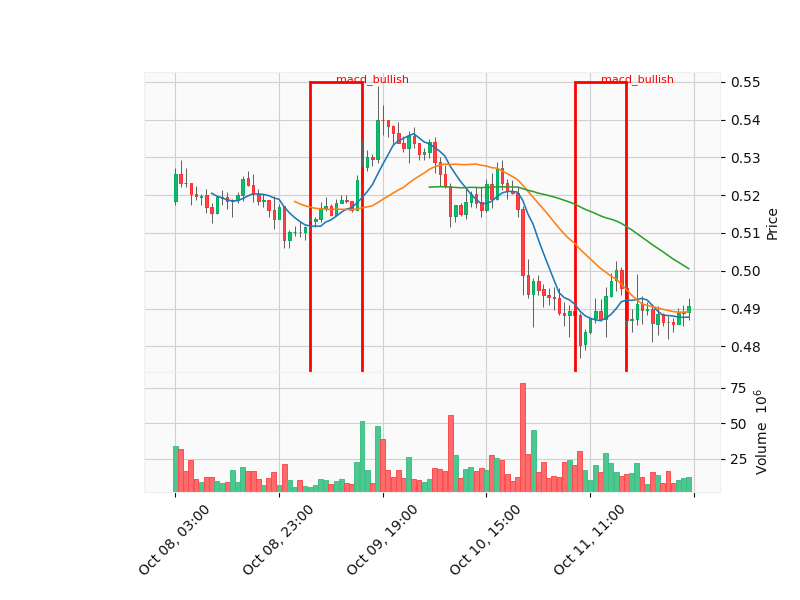 macd_bullish macd_bullish
0.55
0.54
0.53
0.52
0.51
0.50
0.49
0.48
Price
75
50
25
Volume 10^6
Oct 08, 03:00
Oct 08, 23:00
Oct 09, 19:00
Oct 10, 15:00
Oct 11, 11:00